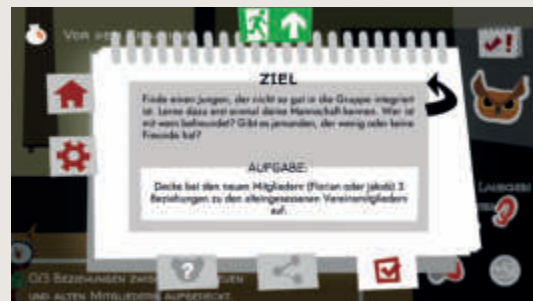 Vor der
ZIEL
Finde einen Jungen, der nicht so gut in die Gruppe integriert
ist. Lerne dazu erst einmal deine Mannschaft kennen. Wer ist
mit wem befreundet? Gibt es jemanden, der wenig oder keine
Freunde hat?
AUFGABE:
Decke bei den neuen Mitgliedern (Florian oder Jakob) 3
Beziehungen zu den alteingesessenen Vereinsmitgliedern
auf.
0/3 Beziehungen zwischen neuen
und alten Mitgliedern aufgedeckt.